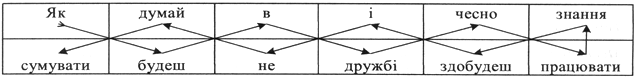 Як думай в і чесно знання
сумувати будеш не дружбі здобудеш працювати